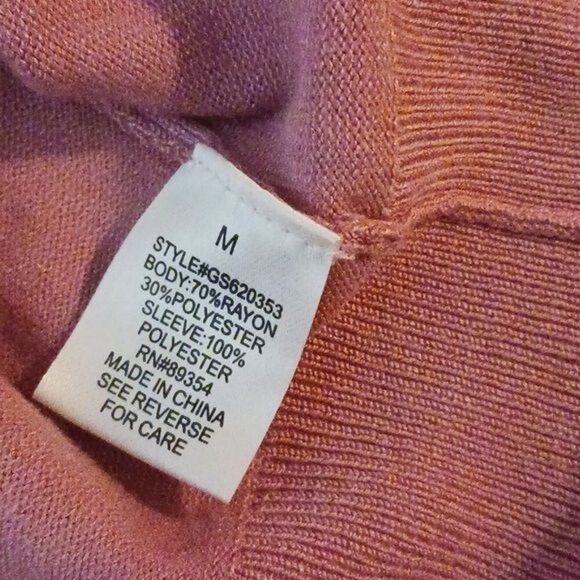 M
STYLE#GS620353
BODY:70%RAYON
30%POLYESTER
SLEEVE:100%
POLYESTER
RN#89354
MADE IN CHINA
SEE REVERSE
FOR CARE